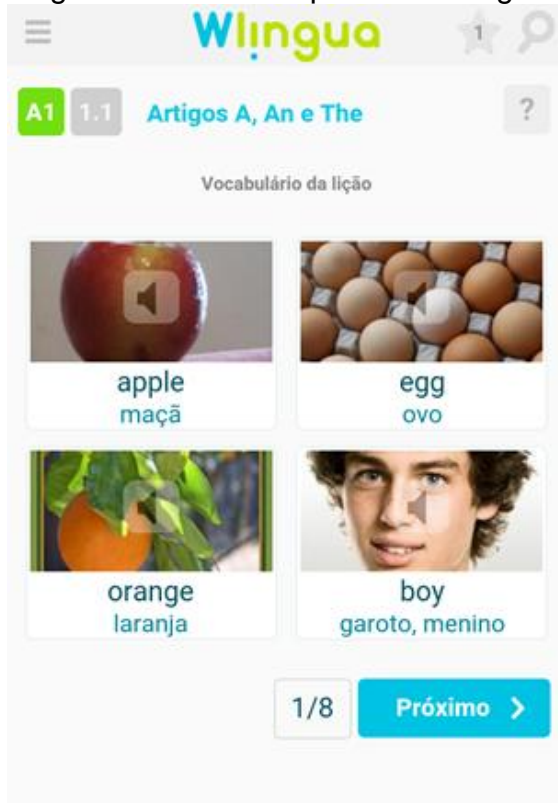 Wlingua
1
A1 1.1 Artigos A, An e The ?
Vocabulário da lição
apple
maçã
egg
ovo
orange
laranja
boy
garoto, menino
1/8 Próximo